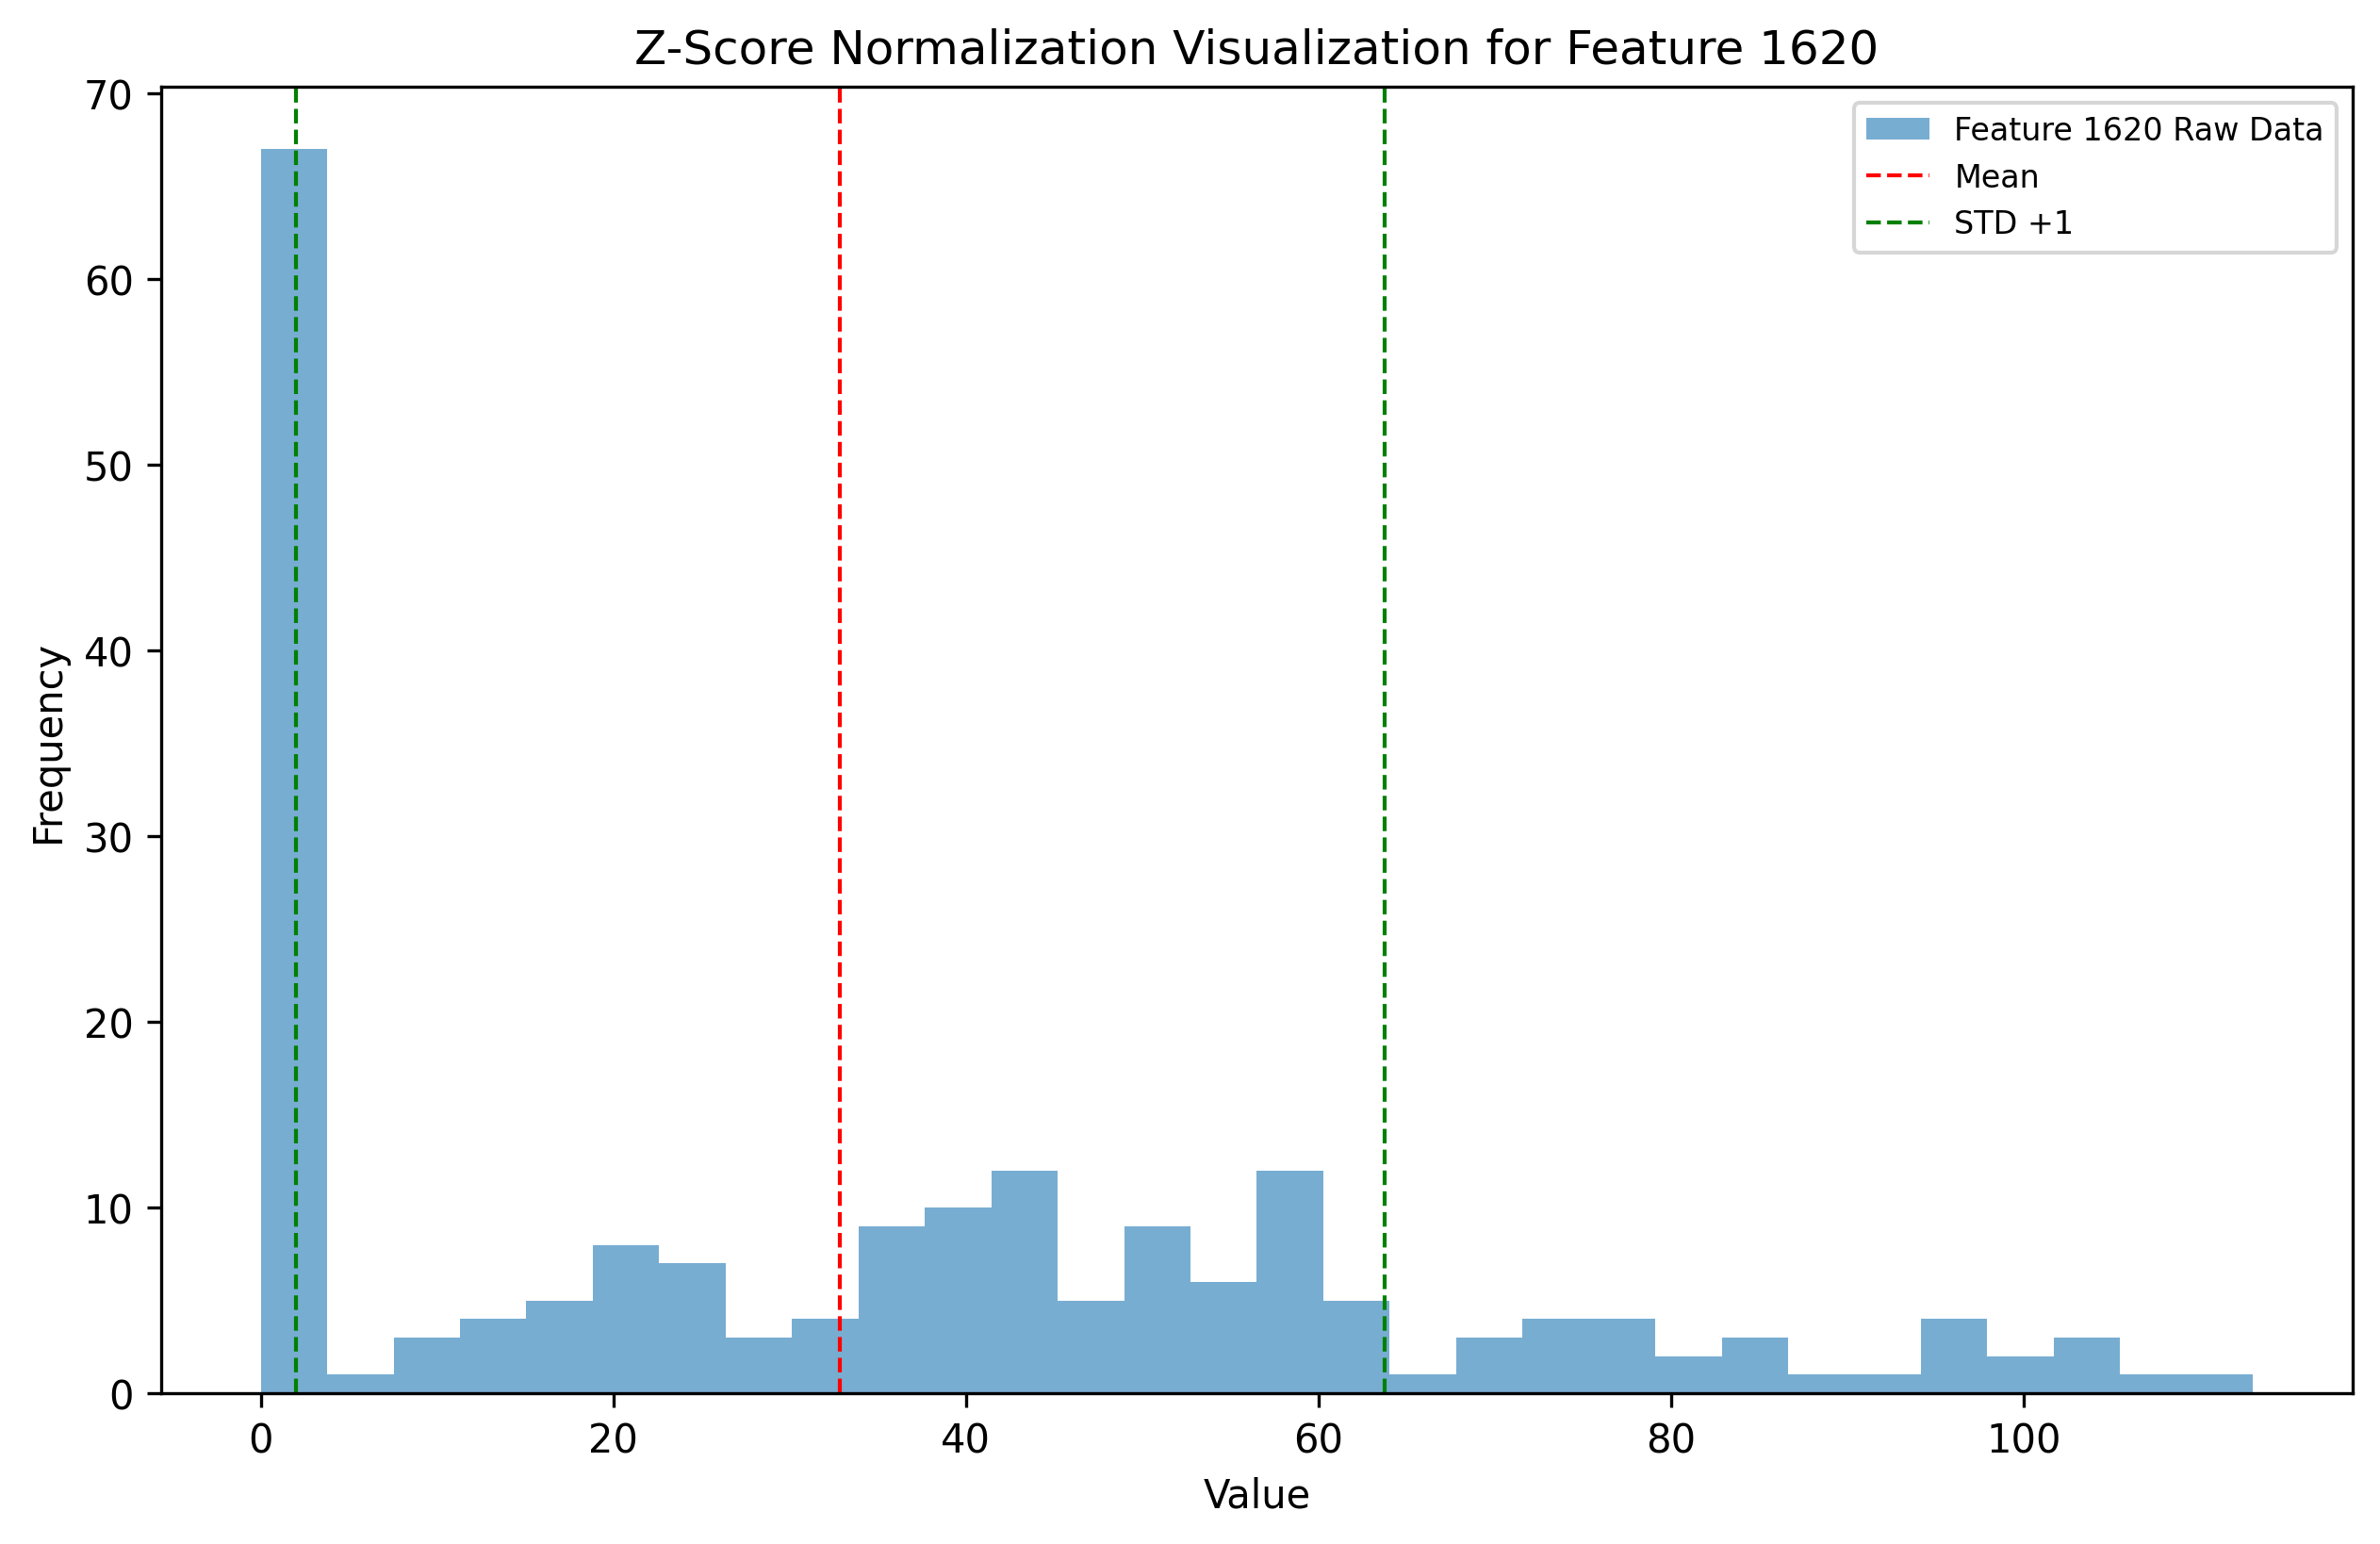 Z-Score Normalization Visualization for Feature 1620
70
60
50
40
30
20
10
0
Frequency
Feature 1620 Raw Data
Mean
STD +1
0 20 40 60 80 100
Value